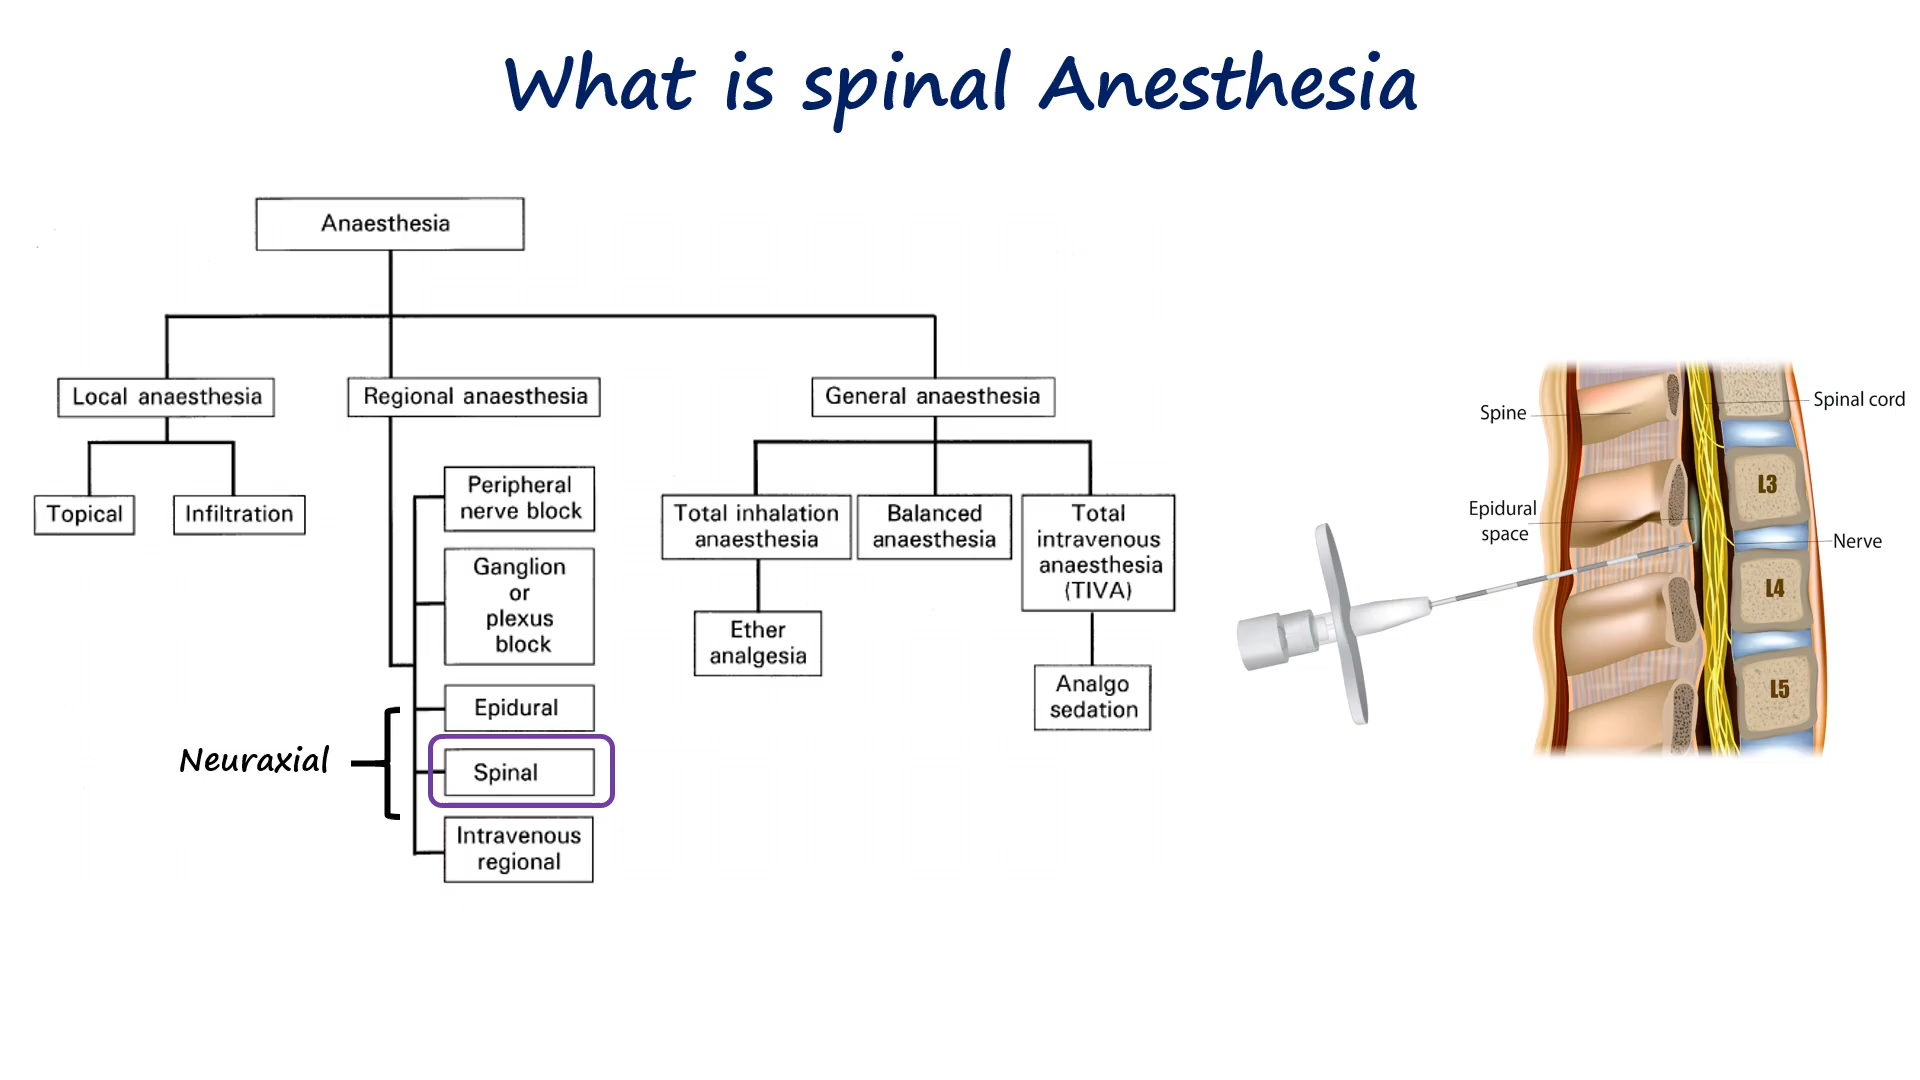 What is spinal Anesthesia
Anaesthesia
Local anaesthesia
Regional anaesthesia
General anaesthesia
Topical
Infiltration
Peripheral
nerve block
Ganglion
or
plexus
block
Epidural
Spinal
Intravenous
regional
Neuraxial
Total inhalation
anaesthesia
Balanced
anaesthesia
Total
intravenous
anaesthesia
(TIVA)
Ether
analgesia
Analgo
sedation
Spine
Spinal cord
Epidural
space
Nerve
L3
L4
L5